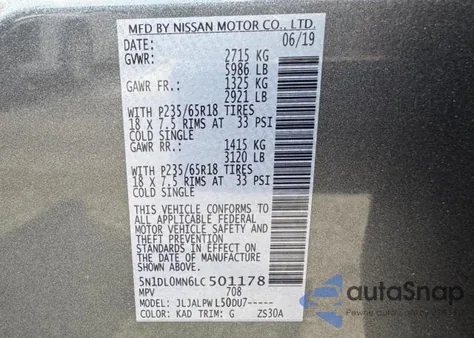 MFD BY NISSAN MOTOR CO., LTD.
DATE: 06/19
GVWR: 2715 KG
5986 LB
GAWR FR.: 1325 KG
2921 LB
WITH P235/65R18 TIRES
18 X 7.5 RIMS AT 33 PSI
COLD SINGLE
GAWR RR.: 1415 KG
3120 LB
WITH P235/65R18 TIRES
18 X 7.5 RIMS AT 33 PSI
COLD SINGLE
THIS VEHICLE CONFORMS TO
ALL APPLICABLE FEDERAL
MOTOR VEHICLE SAFETY AND
THEFT PREVENTION
STANDARDS IN EFFECT ON
THE DATE OF MANUFACTURE
SHOWN ABOVE.
5N1DL0MN6LC501178
MPV 708
MODEL: JLJALPWL50DU7-----
COLOR: KAD TRIM: G ZS30A
autoSnap